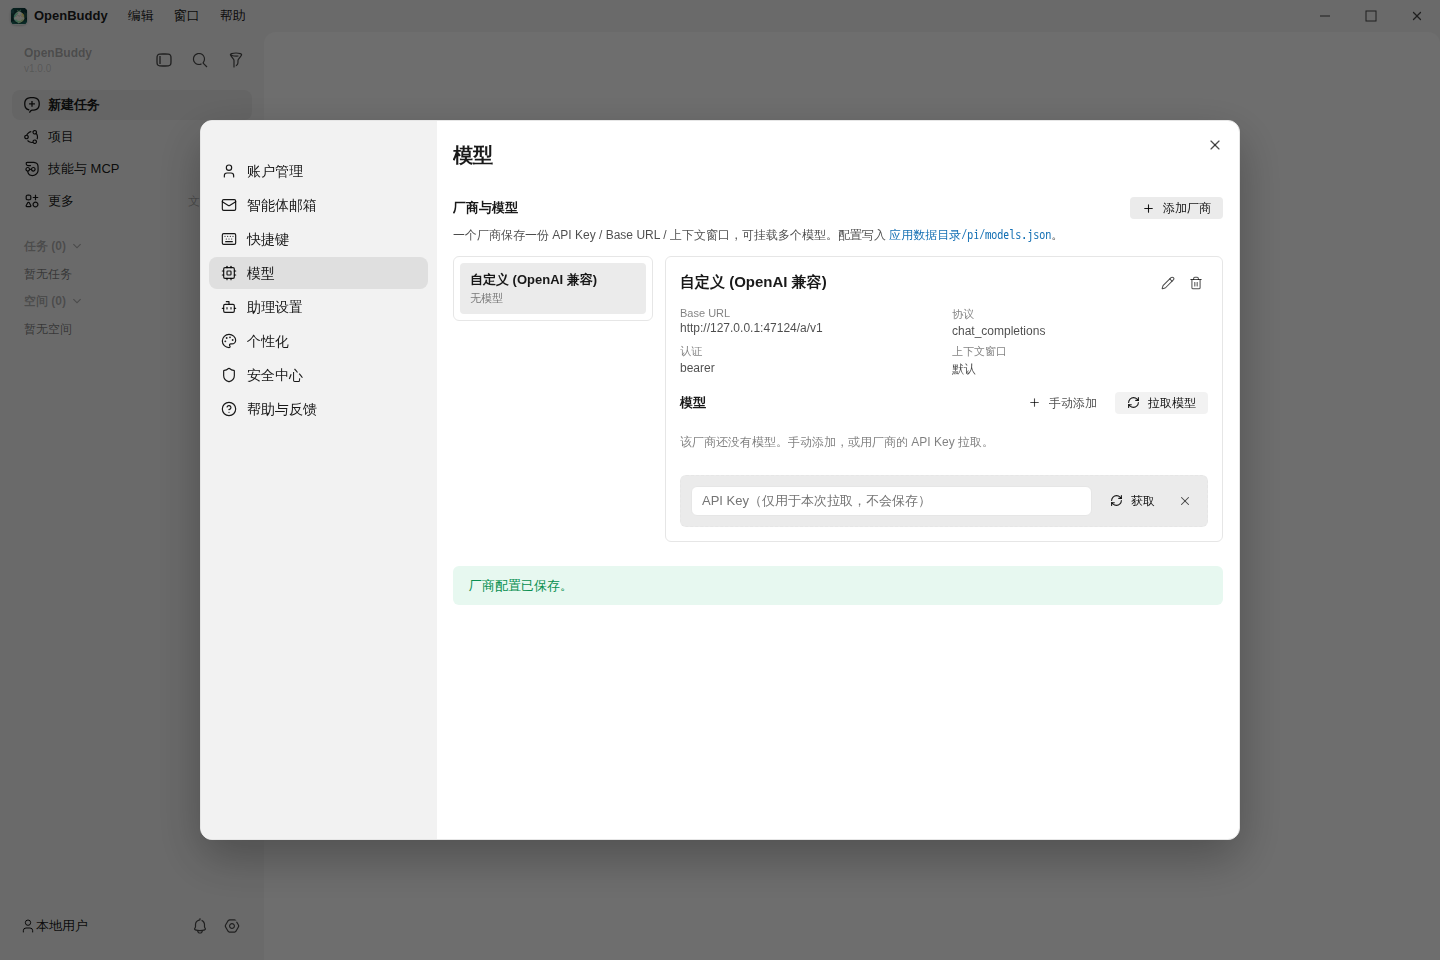 OpenBuddy 编辑 窗口 帮助
OpenBuddy
v1.0.0
新建任务
项目
技能与 MCP
更多
文
任务 (0)
暂无任务
空间 (0)
暂无空间
本地用户
账户管理
智能体邮箱
快捷键
模型
助理设置
个性化
安全中心
帮助与反馈
模型
厂商与模型
添加厂商
一个厂商保存一份 API Key / Base URL / 上下文窗口，可挂载多个模型。配置写入 应用数据目录/pi/models.json。
自定义 (OpenAI 兼容)
无模型
自定义 (OpenAI 兼容)
Base URL
http://127.0.0.1:47124/a/v1
协议
chat_completions
认证
bearer
上下文窗口
默认
模型
手动添加
拉取模型
该厂商还没有模型。手动添加，或用厂商的 API Key 拉取。
API Key（仅用于本次拉取，不会保存）
获取
厂商配置已保存。